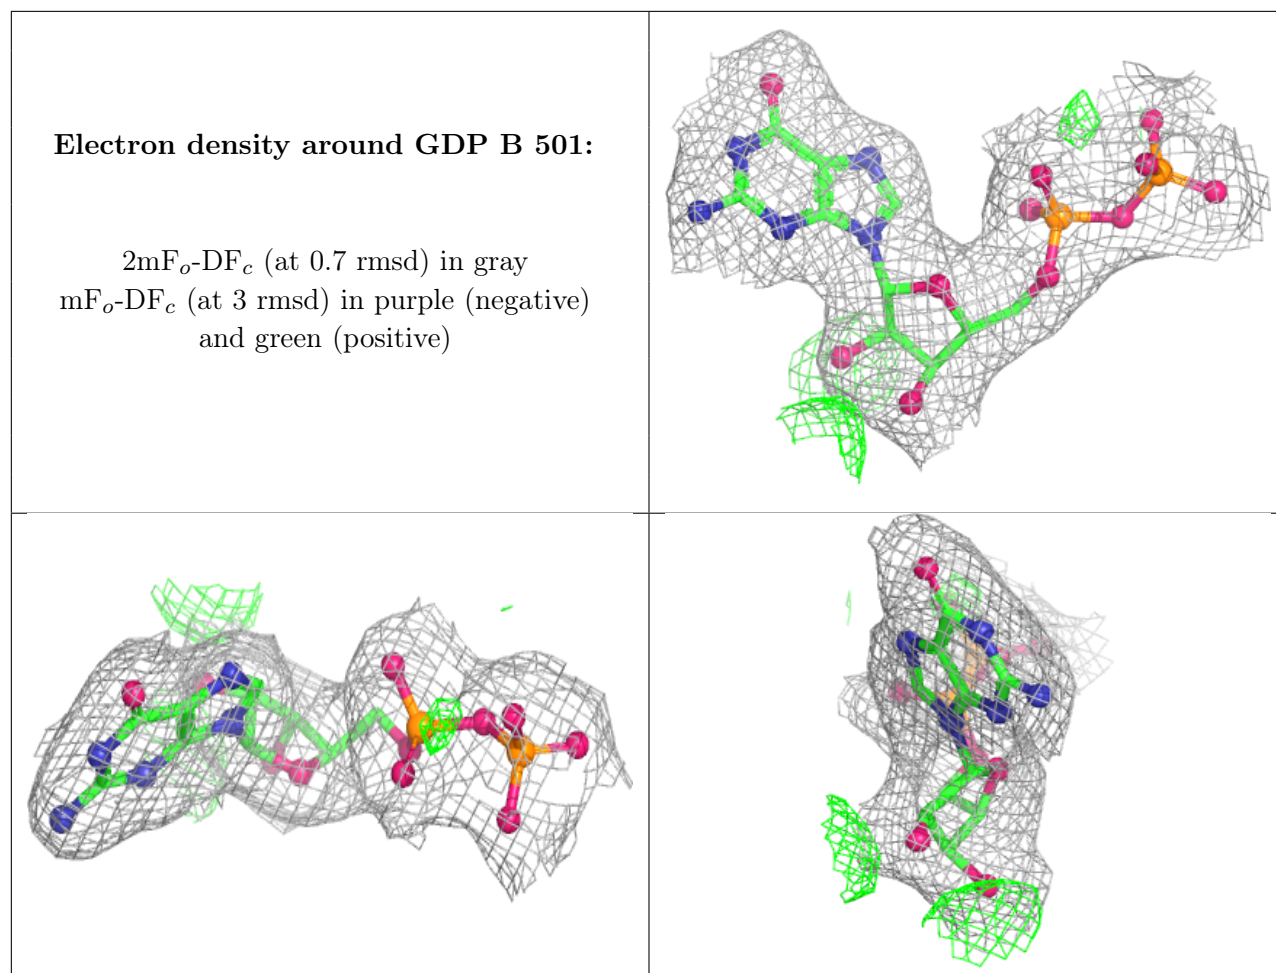 Electron density around GDP B 501:
2mFₒ-DF𝒸 (at 0.7 rmsd) in gray
mFₒ-DF𝒸 (at 3 rmsd) in purple (negative)
and green (positive)